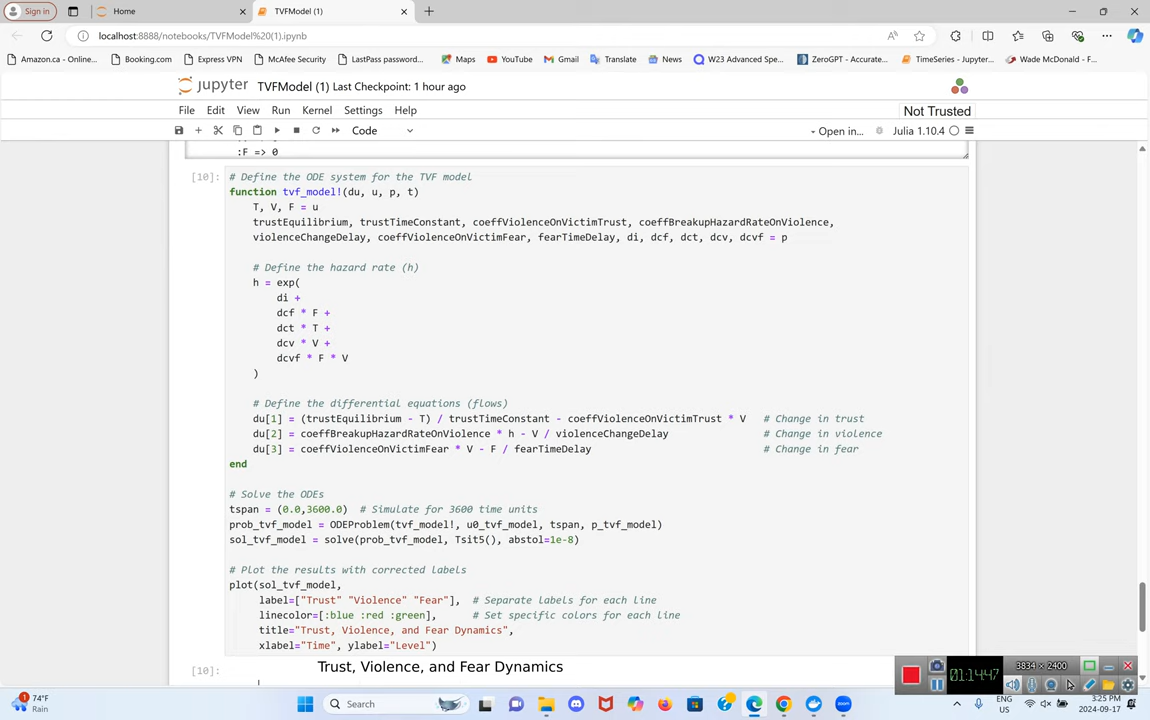 Sign in
Home
TVFModel (1)
localhost:8888/notebooks/TVFModel%20(1).ipynb
Amazon.ca - Online...
Booking.com
Express VPN
McAfee Security
LastPass password...
Maps
YouTube
Gmail
Translate
News
W23 Advanced Spe...
ZeroGPT - Accurate...
TimeSeries - Jupyter...
Wade McDonald - F...
jupyter TVFModel (1) Last Checkpoint: 1 hour ago
File Edit View Run Kernel Settings Help
Not Trusted
Code
Open in...
Julia 1.10.4
:F => 0
[10]:
# Define the ODE system for the TVF model
function tvf_model!(du, u, p, t)
T, V, F = u
trustEquilibrium, trustTimeConstant, coeffViolenceOnVictimTrust, coeffBreakupHazardRateOnViolence,
violenceChangeDelay, coeffViolenceOnVictimFear, fearTimeDelay, di, dcf, dct, dcv, dcvf = p
# Define the hazard rate (h)
h = exp(
di +
dcf * F +
dct * T +
dcv * V +
dcvf * F * V
)
# Define the differential equations (flows)
du[1] = (trustEquilibrium - T) / trustTimeConstant - coeffViolenceOnVictimTrust * V # Change in trust
du[2] = coeffBreakupHazardRateOnViolence * h - V / violenceChangeDelay # Change in violence
du[3] = coeffViolenceOnVictimFear * V - F / fearTimeDelay # Change in fear
end
# Solve the ODEs
tspan = (0.0,3600.0) # Simulate for 3600 time units
prob_tvf_model = ODEProblem(tvf_model!, u0_tvf_model, tspan, p_tvf_model)
sol_tvf_model = solve(prob_tvf_model, Tsit5(), abstol=1e-8)
# Plot the results with corrected labels
plot(sol_tvf_model,
label=["Trust" "Violence" "Fear"], # Separate labels for each line
linecolor=[:blue :red :green], # Set specific colors for each line
title="Trust, Violence, and Fear Dynamics",
xlabel="Time", ylabel="Level")
[10]:
Trust, Violence, and Fear Dynamics
3834 x 2400
01:14:47
74°F
Rain
Search
ENG
US
3:25 PM
2024-09-17